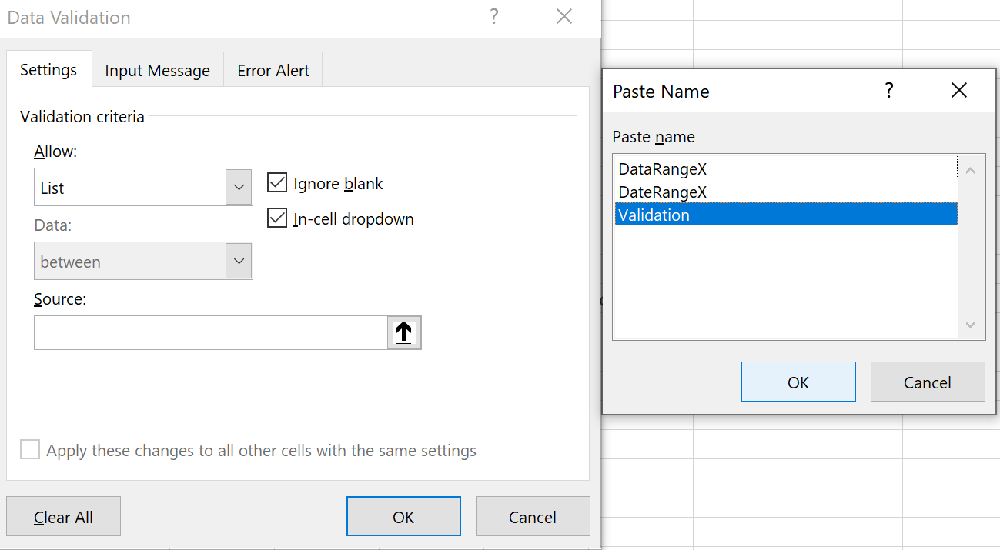 Data Validation ?
Settings Input Message Error Alert
Validation criteria
Allow:
List
Ignore blank
In-cell dropdown
Data:
between
Source:
Apply these changes to all other cells with the same settings
Clear All OK Cancel
Paste Name ?
Paste name
DataRangeX
DateRangeX
Validation
OK Cancel